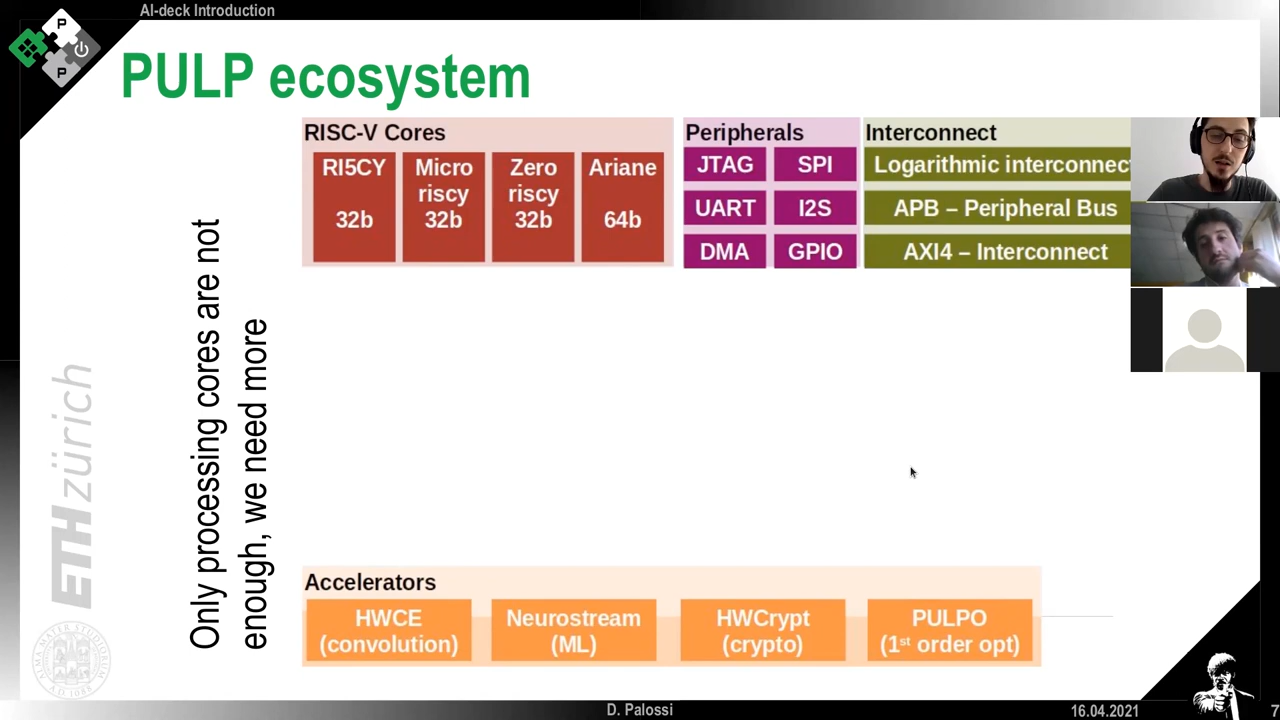 AI-deck Introduction
P
P
PULP ecosystem
RISC-V Cores
RI5CY
32b
Micro
riscy
32b
Zero
riscy
32b
Ariane
64b
Peripherals
JTAG
SPI
UART
I2S
DMA
GPIO
Interconnect
Logarithmic interconnect
APB – Peripheral Bus
AXI4 – Interconnect
Only processing cores are not
enough, we need more
ETH zürich
Accelerators
HWCE
(convolution)
Neurostream
(ML)
HWCrypt
(crypto)
PULPO
(1st order opt)
D. Palossi
16.04.2021
7